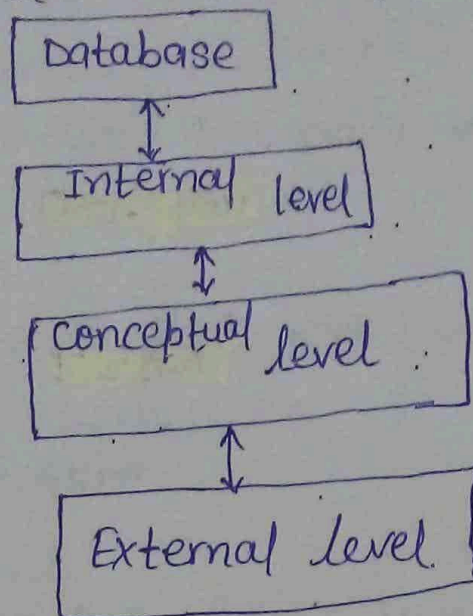 Database
Internal level
conceptual level
External level